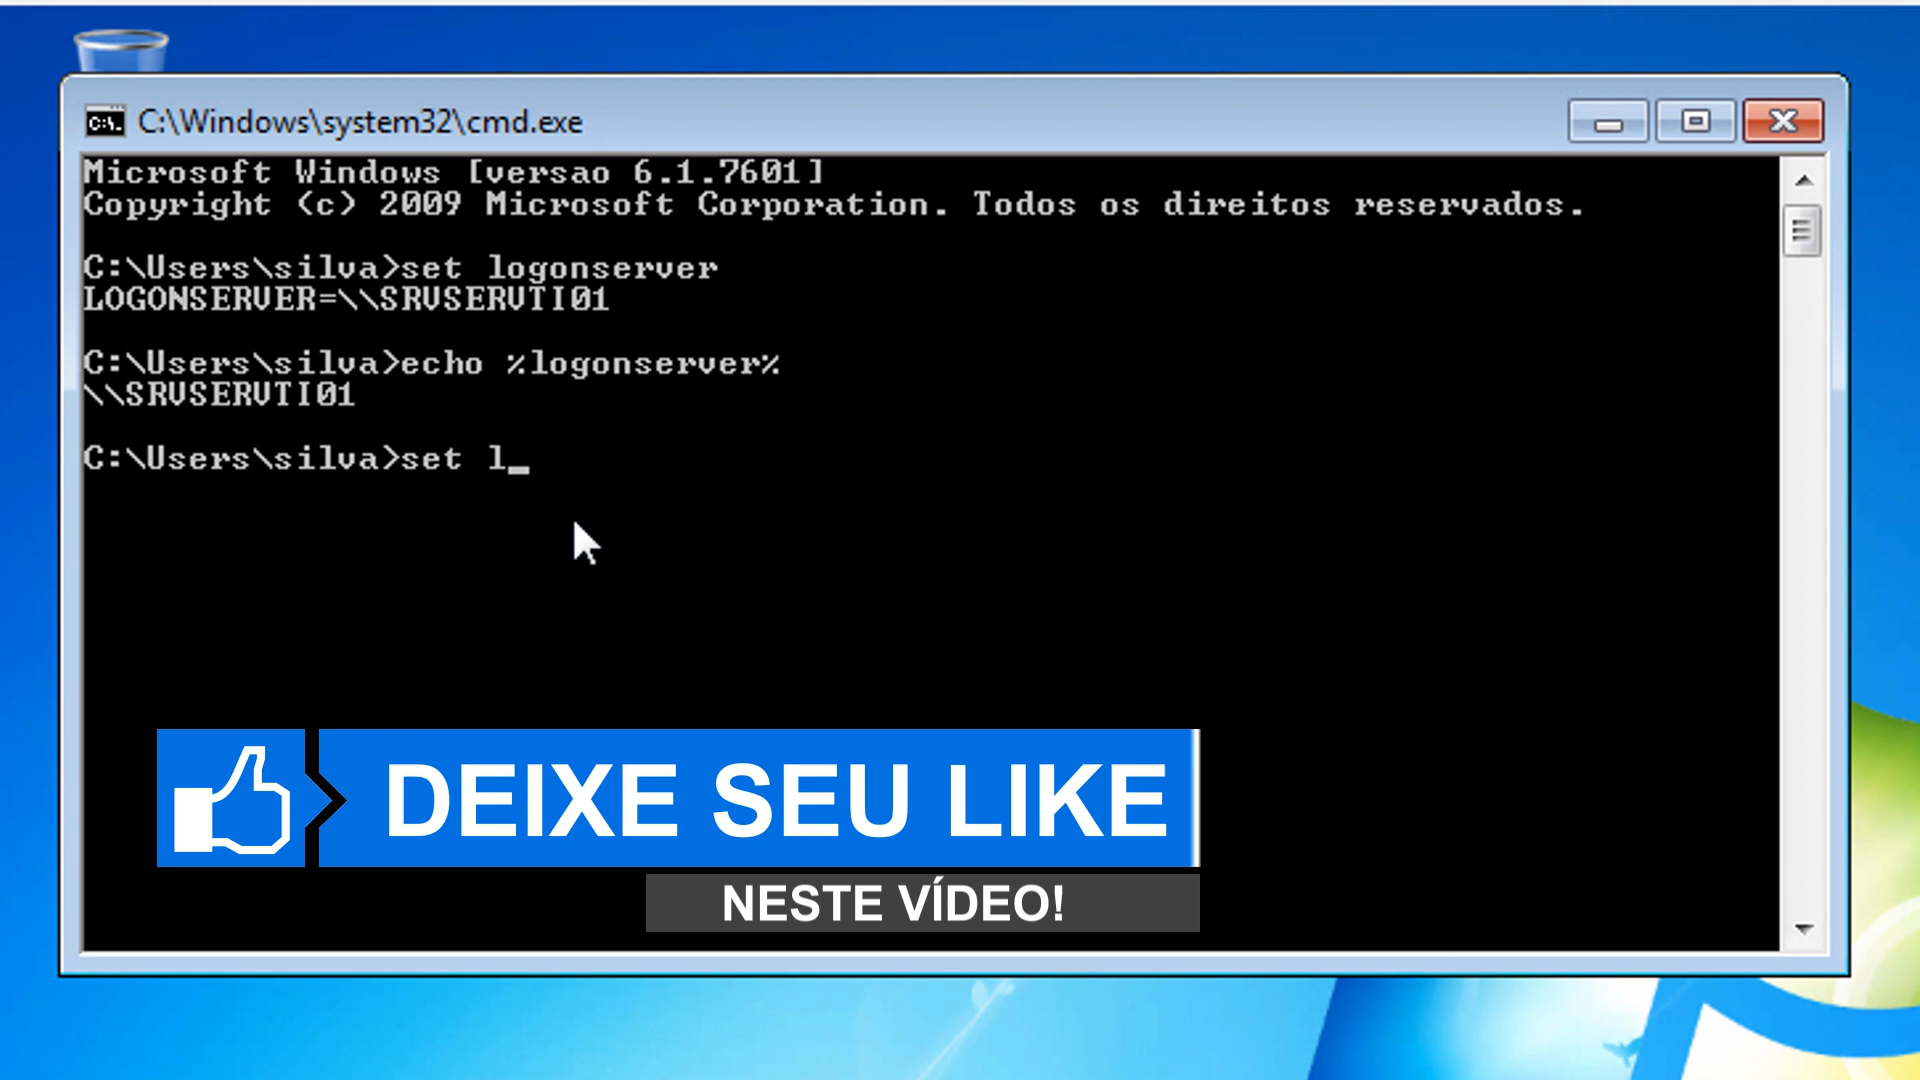 C:\Windows\system32\cmd.exe
Microsoft Windows [versao 6.1.7601]
Copyright (c) 2009 Microsoft Corporation. Todos os direitos reservados.
C:\Users\silva>set logonserver
LOGONSERVER=\\SRVSERVTI01
C:\Users\silva>echo %logonserver%
\\SRVSERVTI01
C:\Users\silva>set l_
DEIXE SEU LIKE
NESTE VÍDEO!